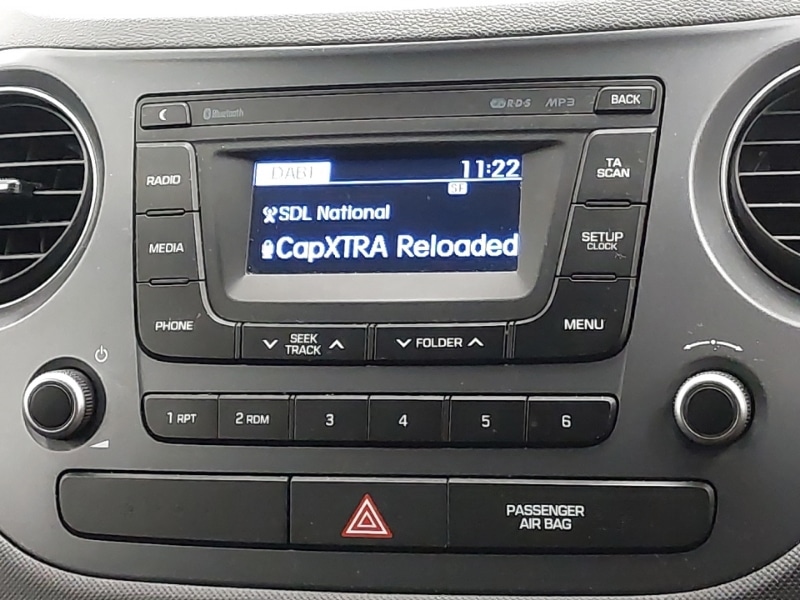 Bluetooth
RDS
MP3
BACK
RADIO
DAB1
11:22
TA
SCAN
SF
MEDIA
SDL National
SETUP
CLOCK
CapXTRA Reloaded
PHONE
SEEK
TRACK
FOLDER
MENU
1 RPT
2 RDM
3
4
5
6
PASSENGER
AIR BAG